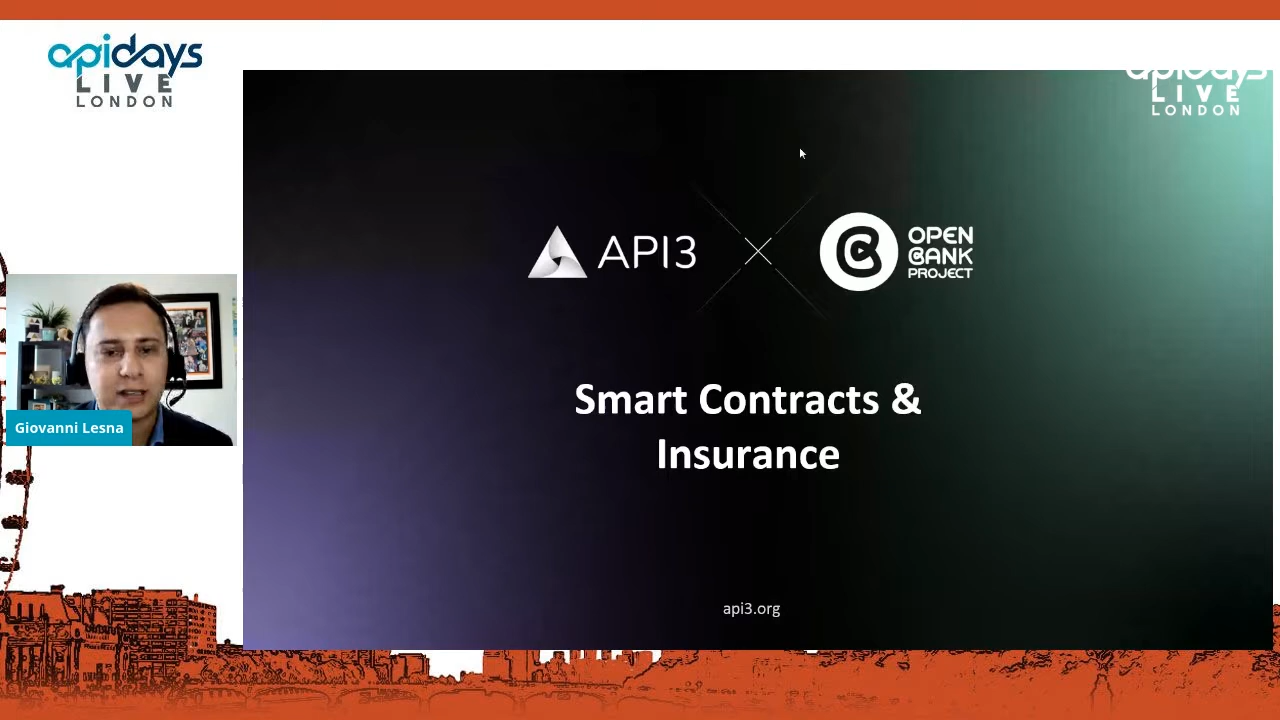 apidays
LIVE
LONDON
apidays
LIVE
LONDON
API3
OPEN
BANK
PROJECT
Giovanni Lesna
Smart Contracts &
Insurance
api3.org